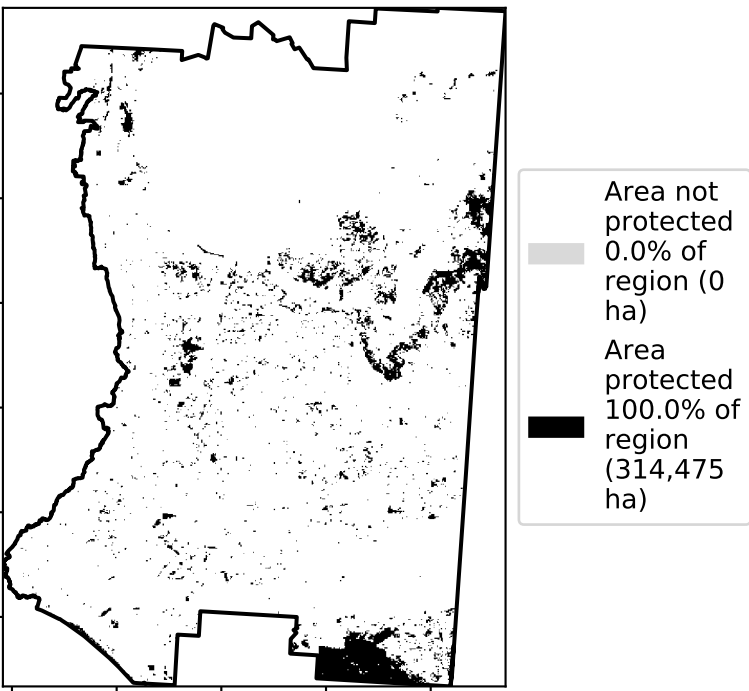 Area not
protected
0.0% of
region (0
ha)
Area
protected
100.0% of
region
(314,475
ha)